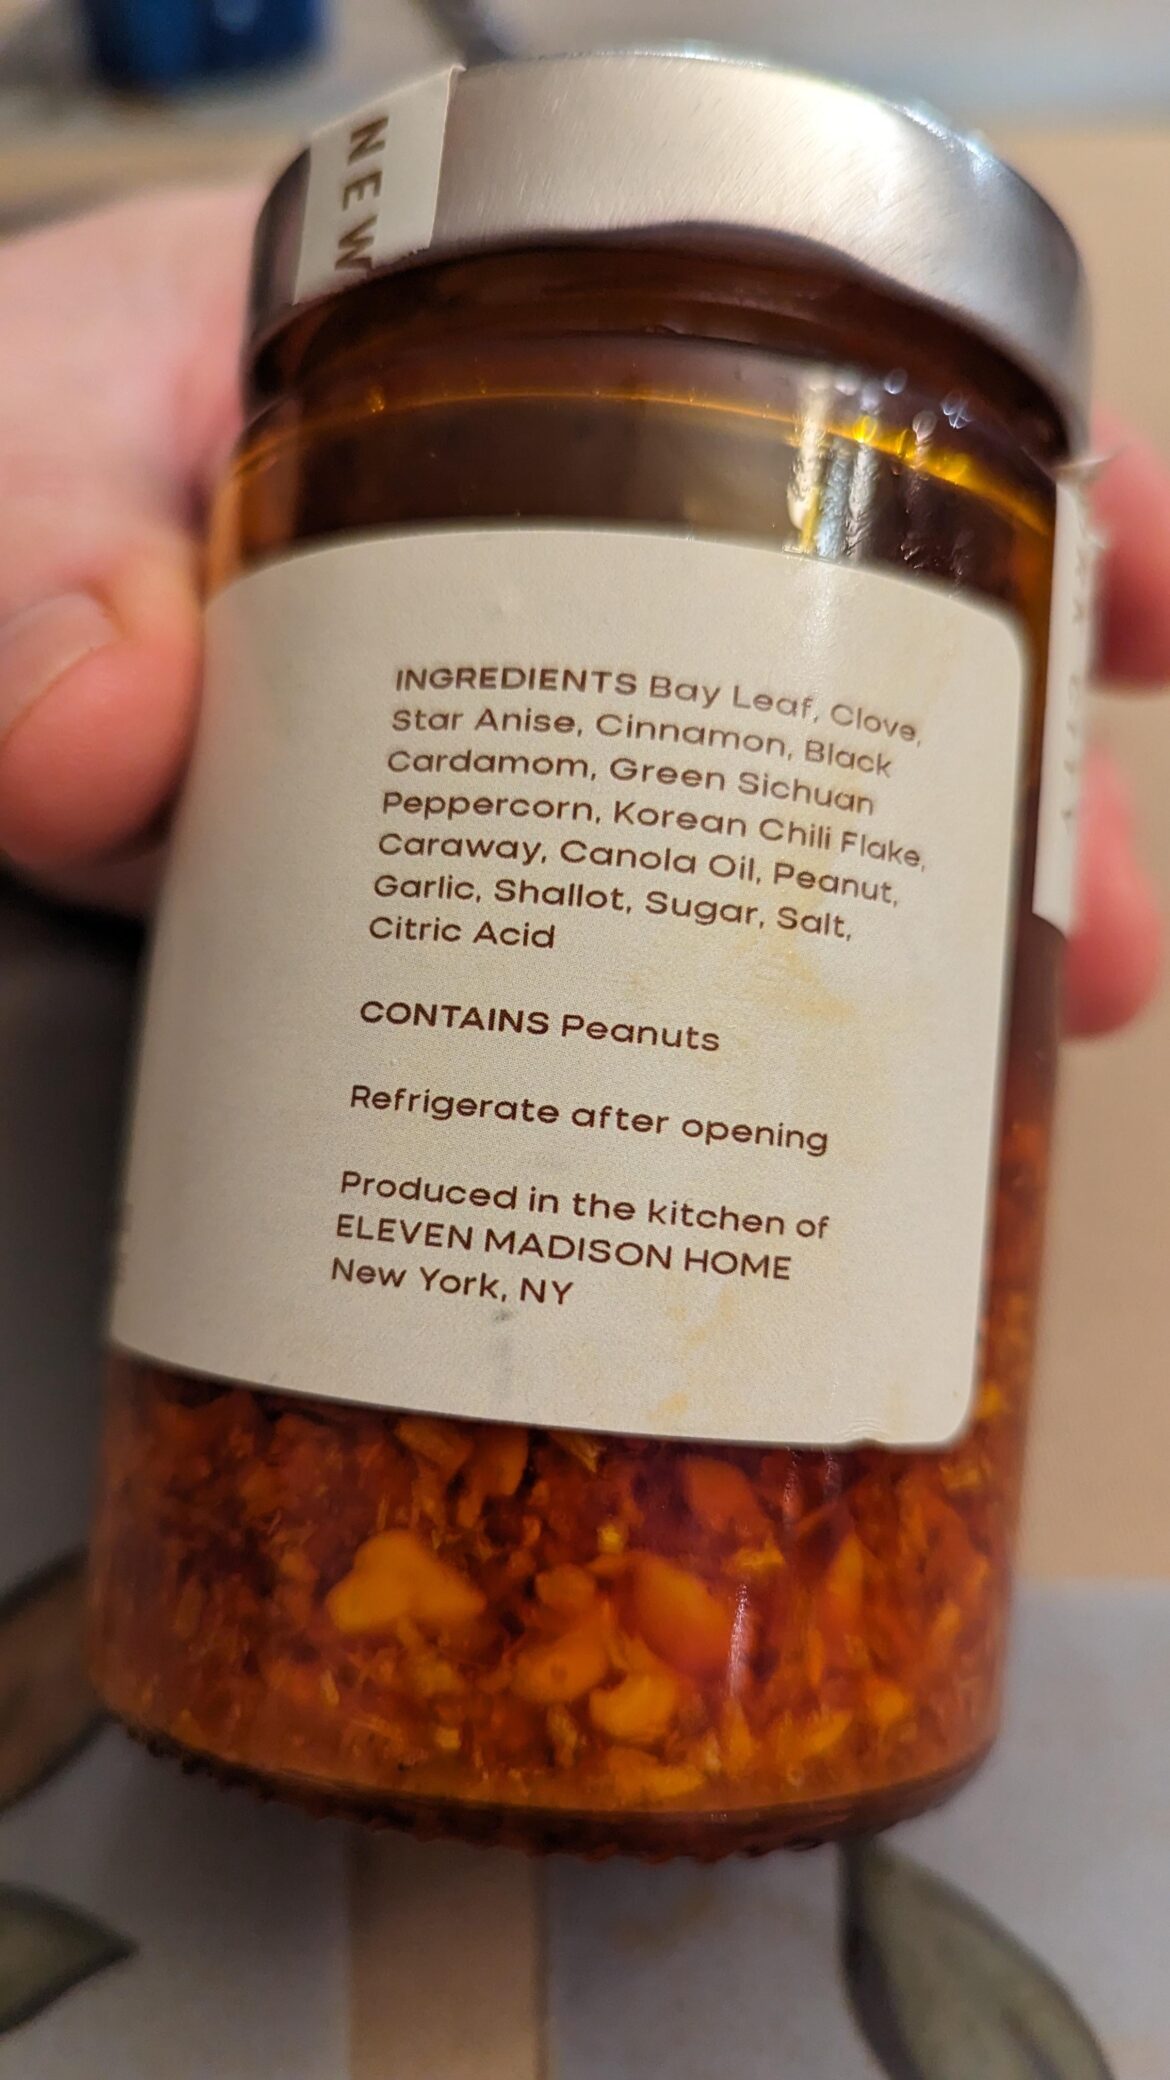 NEW
INGREDIENTS Bay Leaf, Clove,
Star Anise, Cinnamon, Black
Cardamom, Green Sichuan
Peppercorn, Korean Chili Flake,
Caraway, Canola Oil, Peanut,
Garlic, Shallot, Sugar, Salt,
Citric Acid
CONTAINS Peanuts
Refrigerate after opening
Produced in the kitchen of
ELEVEN MADISON HOME
New York, NY